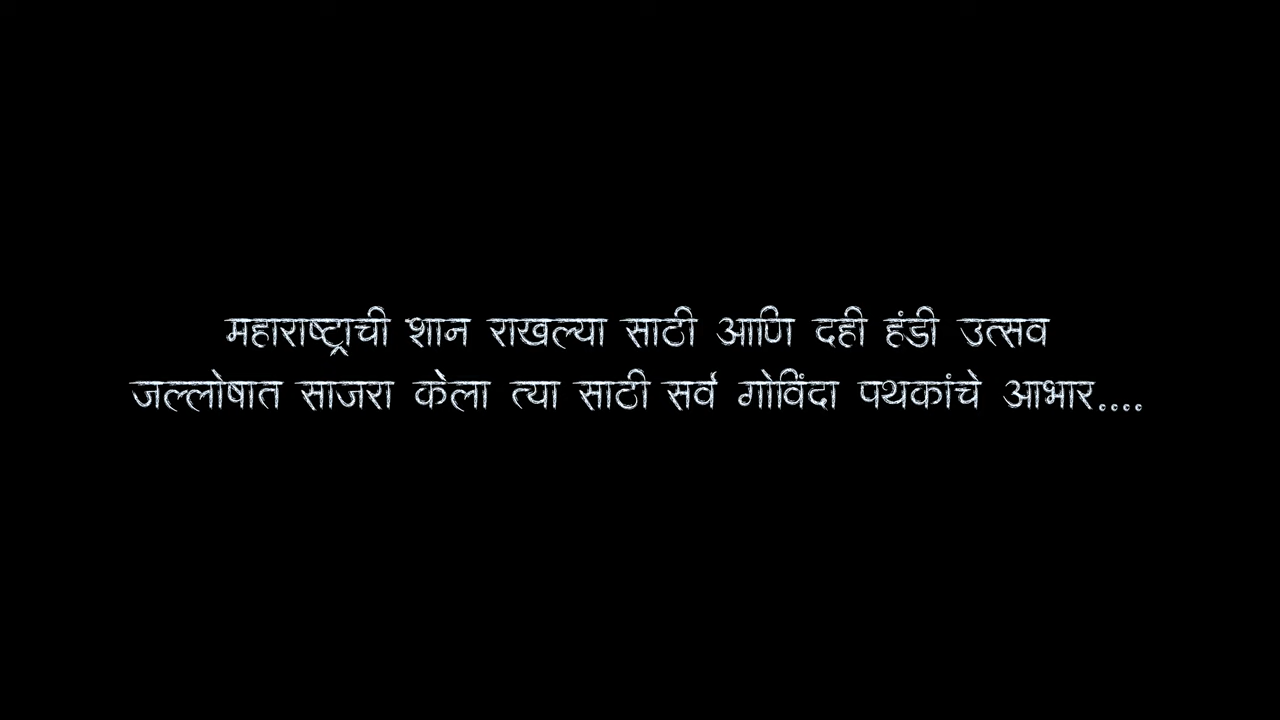 महाराष्ट्राची शान राखल्या साठी आणि दही हंडी उत्सव
जल्लोषात साजरा केला त्या साठी सर्व गोविंदा पथकांचे आभार....